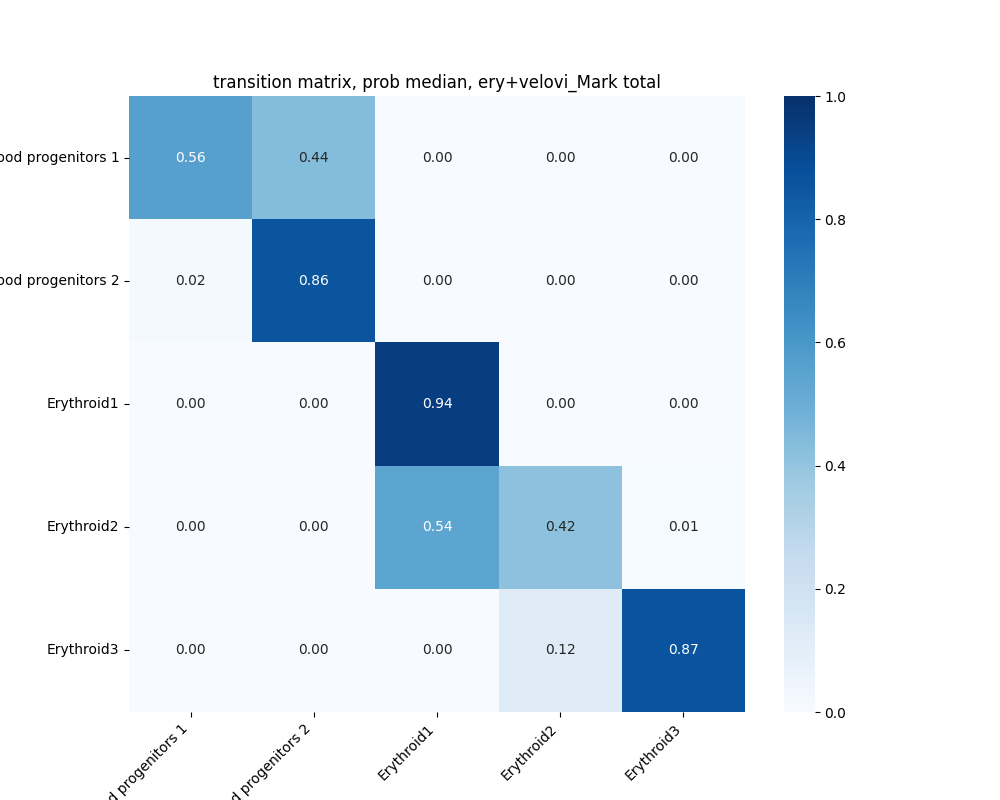 transition matrix, prob median, ery+velovi_Mark total
ood progenitors 1 0.56 0.44 0.00 0.00 0.00
ood progenitors 2 0.02 0.86 0.00 0.00 0.00
Erythroid1 0.00 0.00 0.94 0.00 0.00
Erythroid2 0.00 0.00 0.54 0.42 0.01
Erythroid3 0.00 0.00 0.00 0.12 0.87
d progenitors 1
d progenitors 2
Erythroid1
Erythroid2
Erythroid3
1.0
0.8
0.6
0.4
0.2
0.0